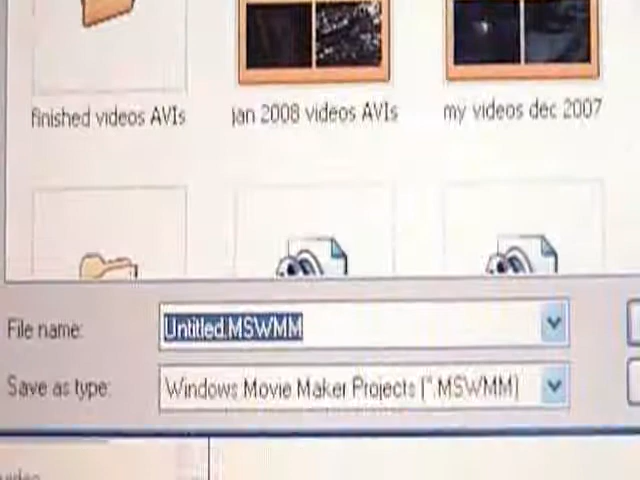 finished videos AVIs
jan 2008 videos AVIs
my videos dec 2007
File name:
Untitled.MSWMM
Save as type:
Windows Movie Maker Projects (*.MSWMM)
video